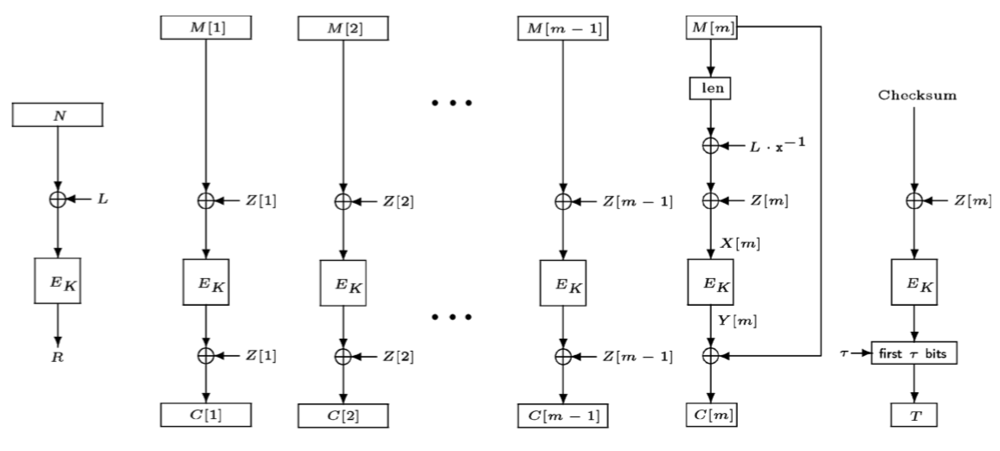 M[1] M[2] M[m − 1] M[m]
len
Checksum
N
L · x⁻¹
L Z[1] Z[2] Z[m − 1] Z[m] Z[m]
X[m]
E_K E_K E_K E_K E_K E_K
Y[m]
R Z[1] Z[2] Z[m − 1] τ first τ bits
C[1] C[2] C[m − 1] C[m] T